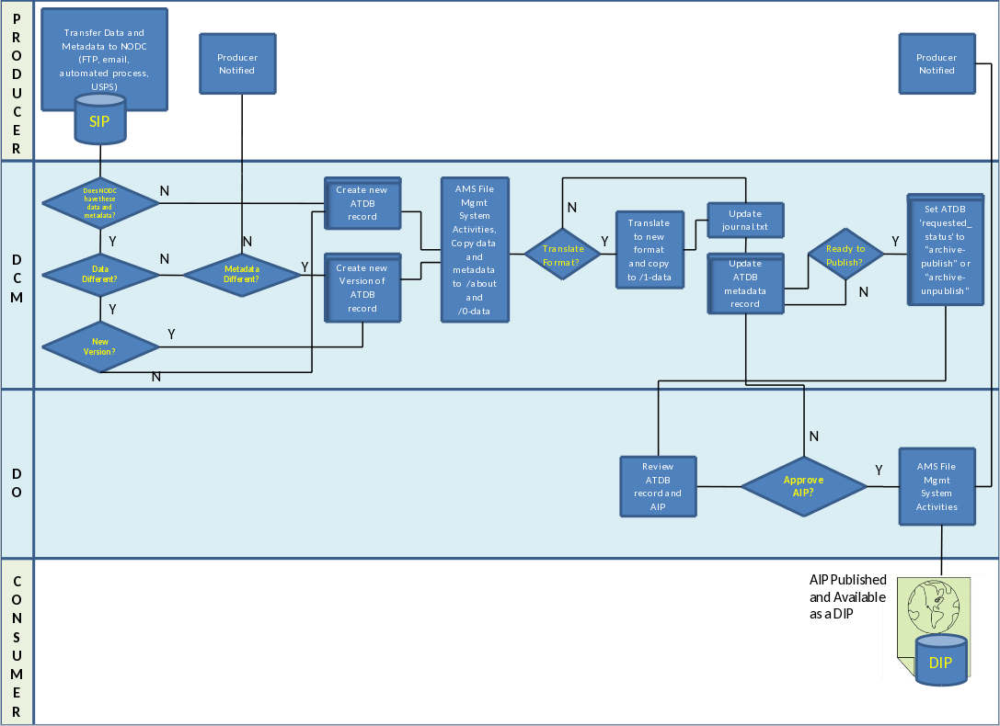 PRODUCER
Transfer Data and
Metadata to NODC
(FTP, email,
automated process,
USPS)
SIP
Producer
Notified
Producer
Notified
DCM
Does NODC
have these
data and
metadata?
N
Y
Data
Different?
N
Y
New
Version?
Y
N
Metadata
Different?
N
Y
Create new
ATDB
record
Create new
Version of
ATDB
record
AMS File
Mgmt
System
Activities,
Copy data
and
metadata
to /about
and
/0-data
Translate
Format?
N
Y
Translate
to new
format
and copy
to /1-data
Update
journal.txt
Update
ATDB
metadata
record
Ready to
Publish?
Y
N
Set ATDB
'requested_
status' to
"archive-
publish" or
"archive-
unpublish"
DO
Review
ATDB
record and
AIP
Approve
AIP?
N
Y
AMS File
Mgmt
System
Activities
CONSUMER
AIP Published
and Available
as a DIP
DIP